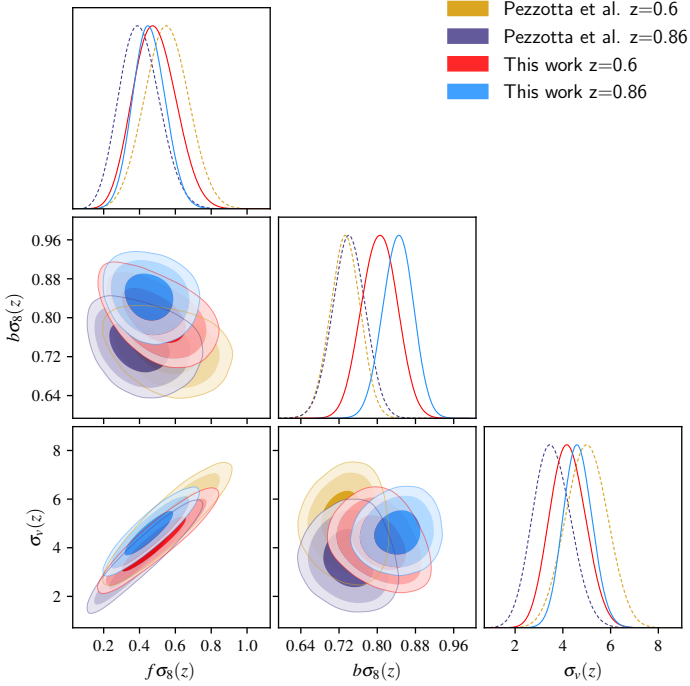 Pezzotta et al. z=0.6
Pezzotta et al. z=0.86
This work z=0.6
This work z=0.86
0.96
0.88
0.80
0.72
0.64
bσ₈(z)
8
6
4
2
σᵥ(z)
0.2 0.4 0.6 0.8 1.0
fσ₈(z)
0.64 0.72 0.80 0.88 0.96
bσ₈(z)
2 4 6 8
σᵥ(z)